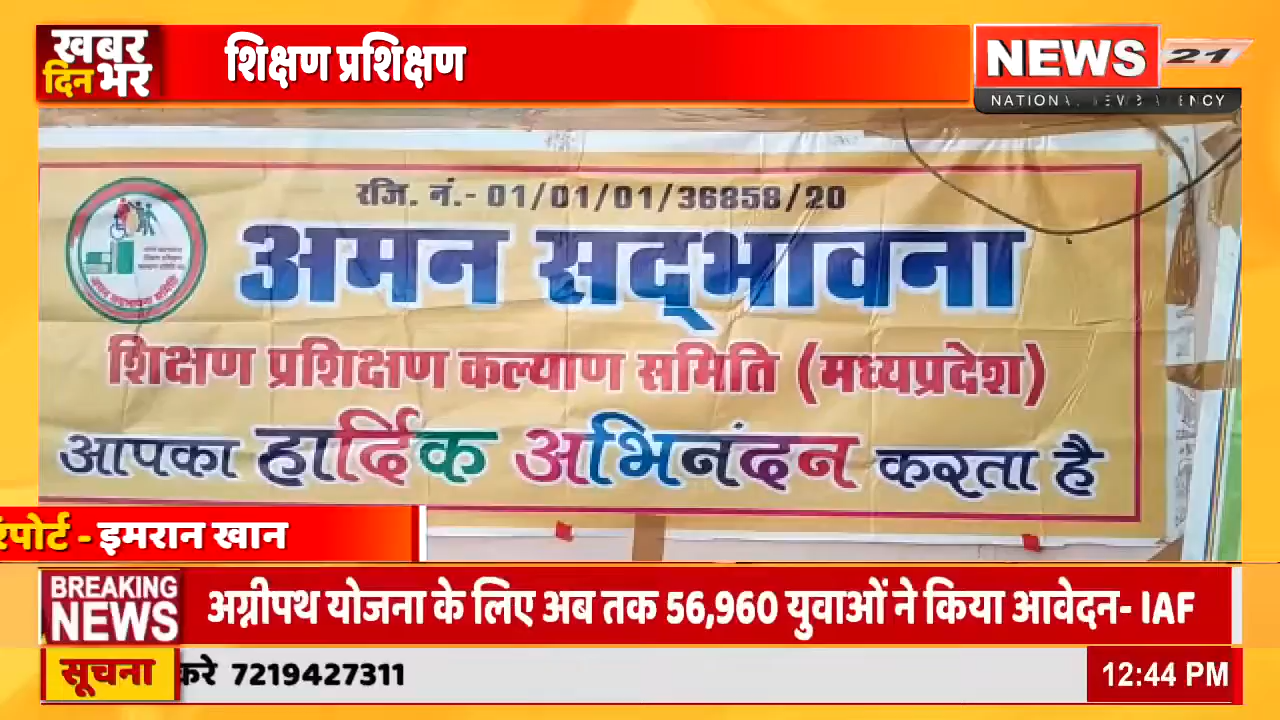 खबर
दिन भर
शिक्षण प्रशिक्षण
NEWS 21
NATIONAL NEWS AGENCY
रजि. नं.- 01/01/01/36858/20
अमन सद्भावना
शिक्षण प्रशिक्षण कल्याण समिति (मध्यप्रदेश)
आपका हार्दिक अभिनंदन करता है
रिपोर्ट - इमरान खान
BREAKING
NEWS
अग्नीपथ योजना के लिए अब तक 56,960 युवाओं ने किया आवेदन- IAF
सूचना
करे 7219427311
12:44 PM